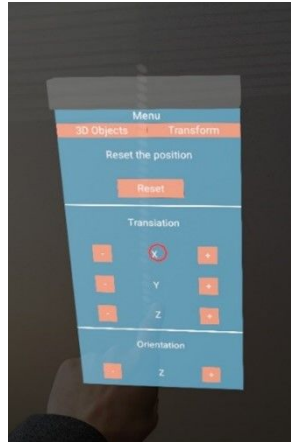 Menu
3D Objects | Transform
Reset the position
Reset
Translation
- X +
- Y +
- Z +
Orientation
- Z +